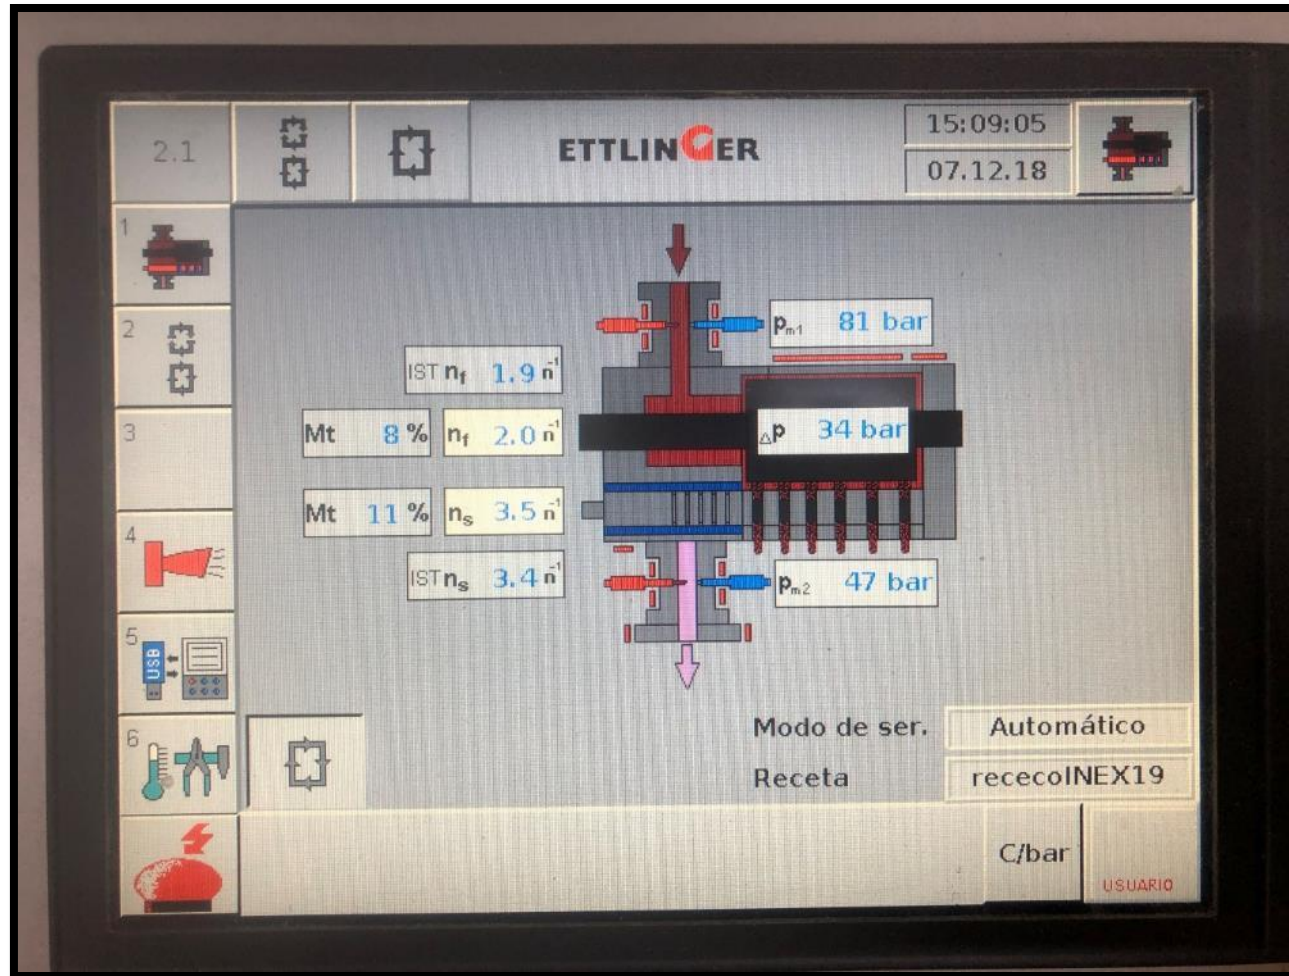 2.1
ETTLINGER
15:09:05
07.12.18
1
2
3
4
5
USB
6
pm1 81 bar
IST nf 1.9 n-1
Mt 8 % nf 2.0 n-1
△p 34 bar
Mt 11 % ns 3.5 n-1
IST ns 3.4 n-1
pm2 47 bar
Modo de ser. Automático
Receta rececoINEX19
C/bar
USUARIO